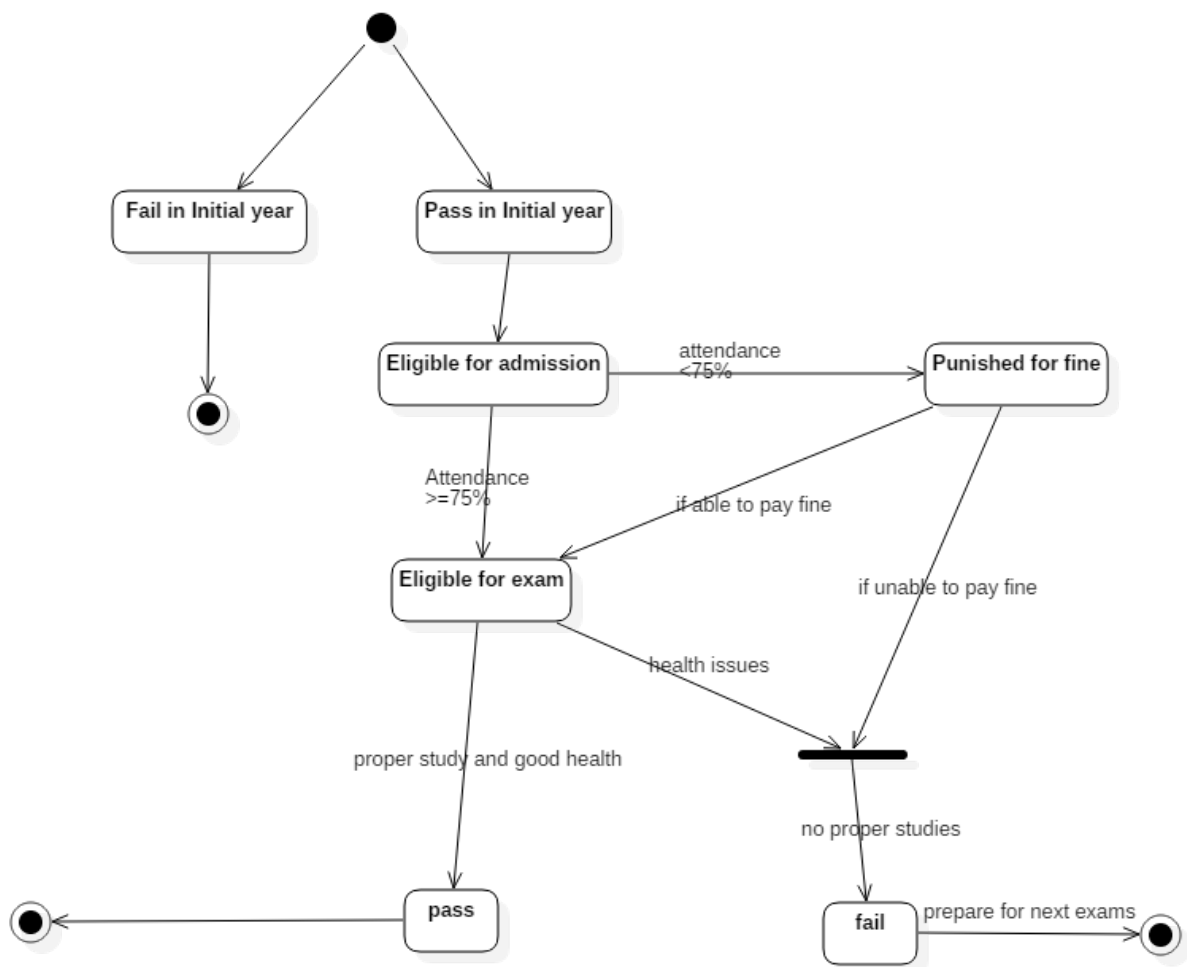 Fail in Initial year
Pass in Initial year
Eligible for admission
attendance
<75%
Punished for fine
Attendance
>=75%
if able to pay fine
Eligible for exam
if unable to pay fine
health issues
proper study and good health
no proper studies
pass
fail
prepare for next exams